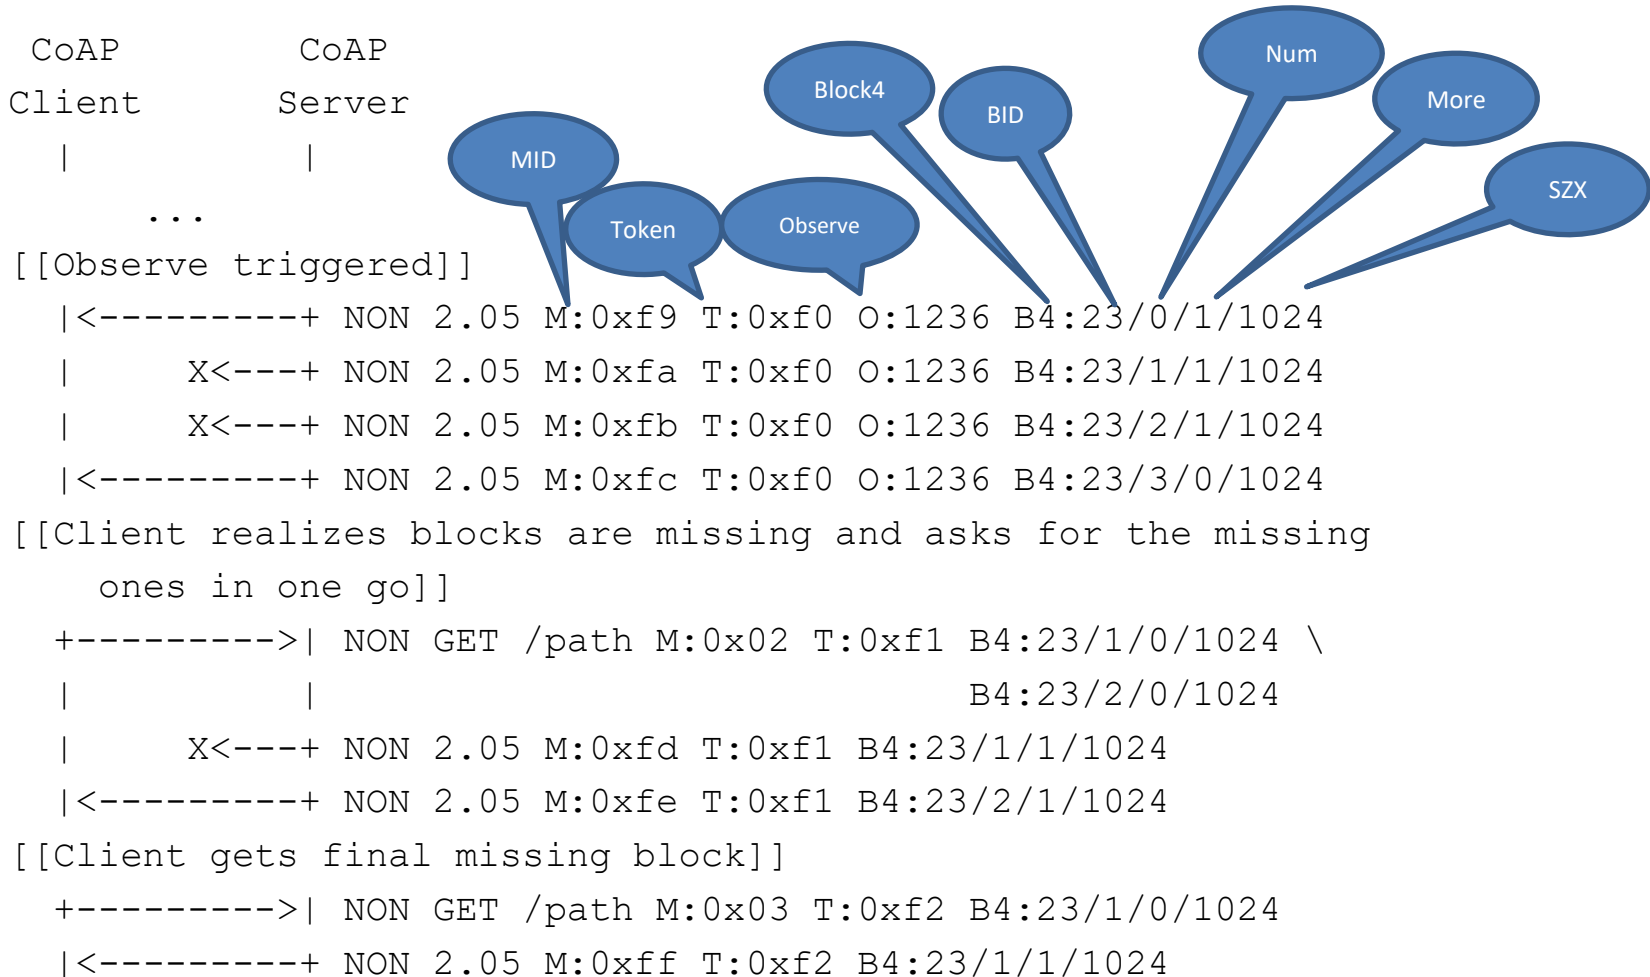 CoAP CoAP
Client Server
Block4
BID
Num
More
SZX
MID
Token
Observe
| |
...
[[Observe triggered]]
|<---------+ NON 2.05 M:0xf9 T:0xf0 O:1236 B4:23/0/1/1024
| X<---+ NON 2.05 M:0xfa T:0xf0 O:1236 B4:23/1/1/1024
| X<---+ NON 2.05 M:0xfb T:0xf0 O:1236 B4:23/2/1/1024
|<---------+ NON 2.05 M:0xfc T:0xf0 O:1236 B4:23/3/0/1024
[[Client realizes blocks are missing and asks for the missing
ones in one go]]
+--------->| NON GET /path M:0x02 T:0xf1 B4:23/1/0/1024 \
| | B4:23/2/0/1024
| X<---+ NON 2.05 M:0xfd T:0xf1 B4:23/1/1/1024
|<---------+ NON 2.05 M:0xfe T:0xf1 B4:23/2/1/1024
[[Client gets final missing block]]
+--------->| NON GET /path M:0x03 T:0xf2 B4:23/1/0/1024
|<---------+ NON 2.05 M:0xff T:0xf2 B4:23/1/1/1024